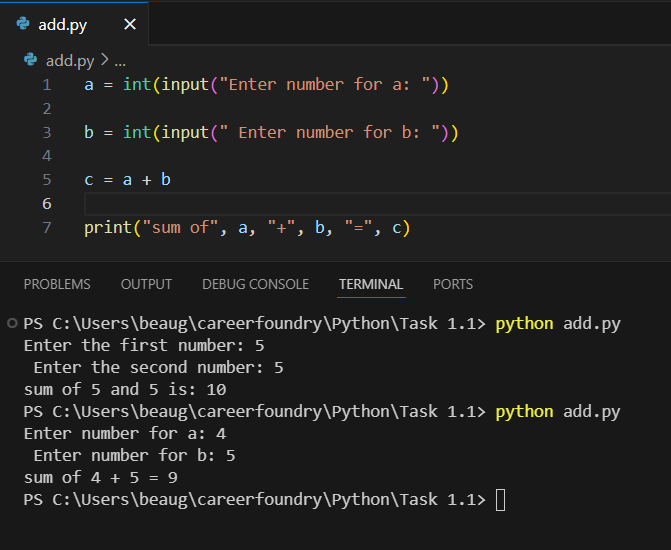 add.py
add.py > ...
1 a = int(input("Enter number for a: "))
2
3 b = int(input(" Enter number for b: "))
4
5 c = a + b
6
7 print("sum of", a, "+", b, "=", c)
PROBLEMS OUTPUT DEBUG CONSOLE TERMINAL PORTS
PS C:\Users\beaug\careerfoundry\Python\Task 1.1> python add.py
Enter the first number: 5
 Enter the second number: 5
sum of 5 and 5 is: 10
PS C:\Users\beaug\careerfoundry\Python\Task 1.1> python add.py
Enter number for a: 4
 Enter number for b: 5
sum of 4 + 5 = 9
PS C:\Users\beaug\careerfoundry\Python\Task 1.1>